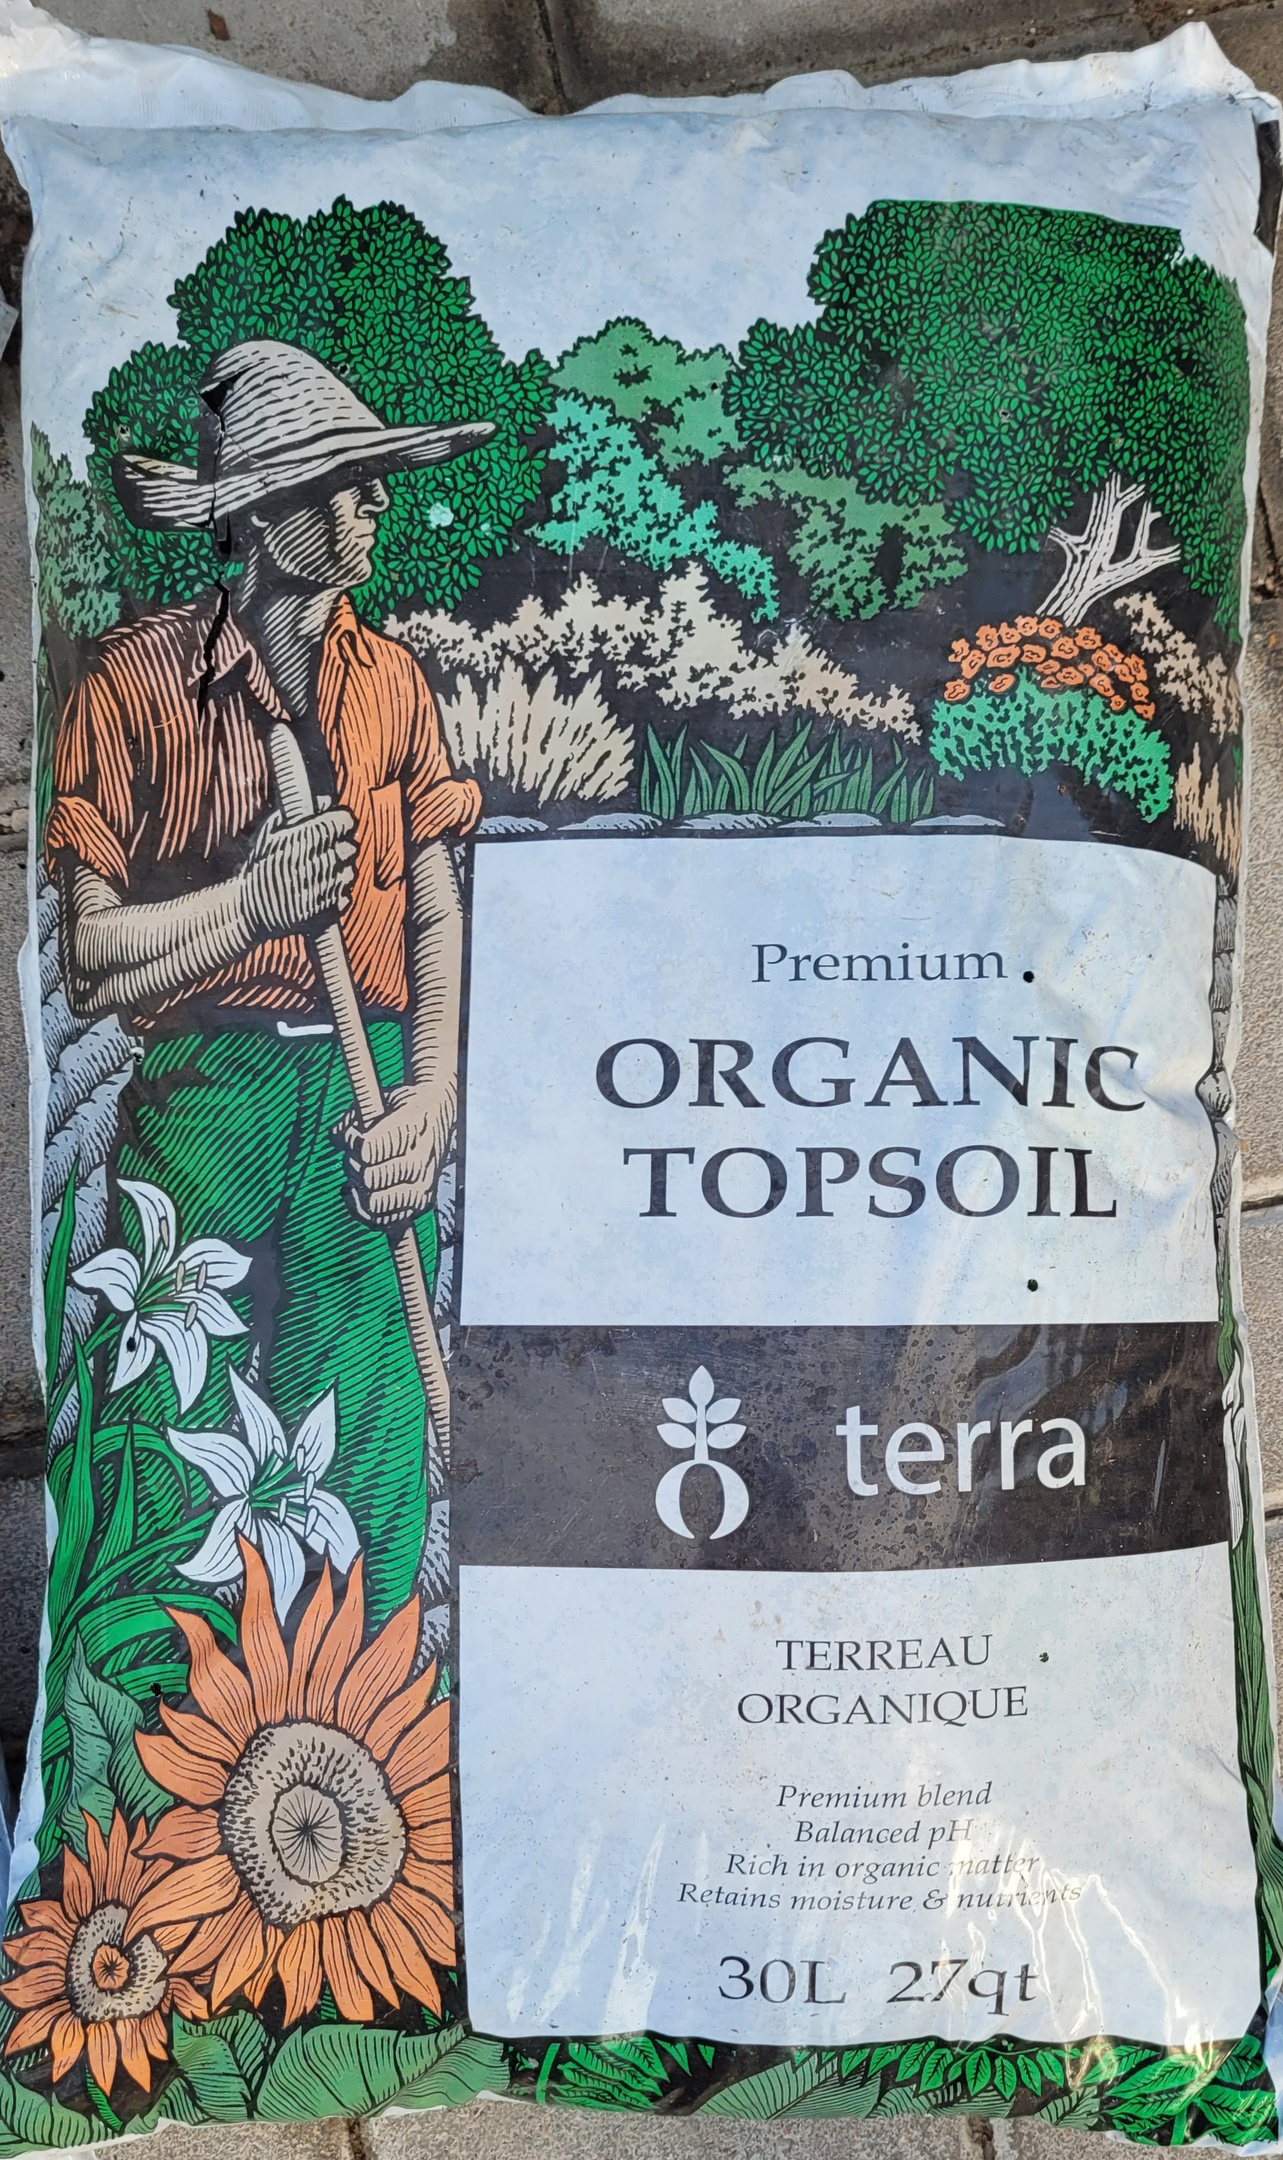 Premium
ORGANIC
TOPSOIL
terra
TERREAU
ORGANIQUE
Premium blend
Balanced pH
Rich in organic matter
Retains moisture & nutrients
30L 27qt